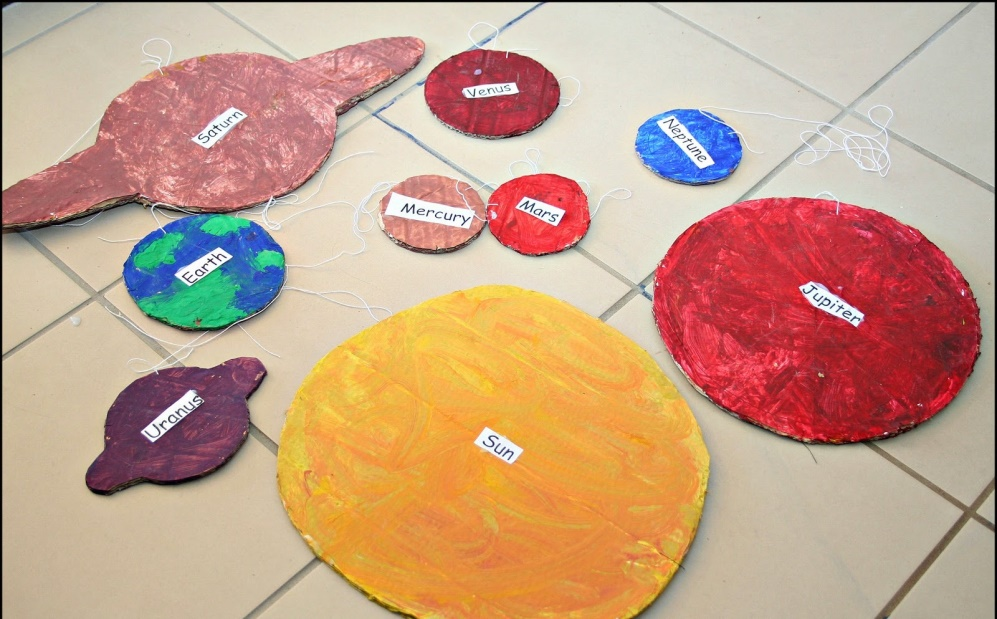 Saturn
Venus
Neptune
Mercury
Mars
Earth
Jupiter
Uranus
Sun